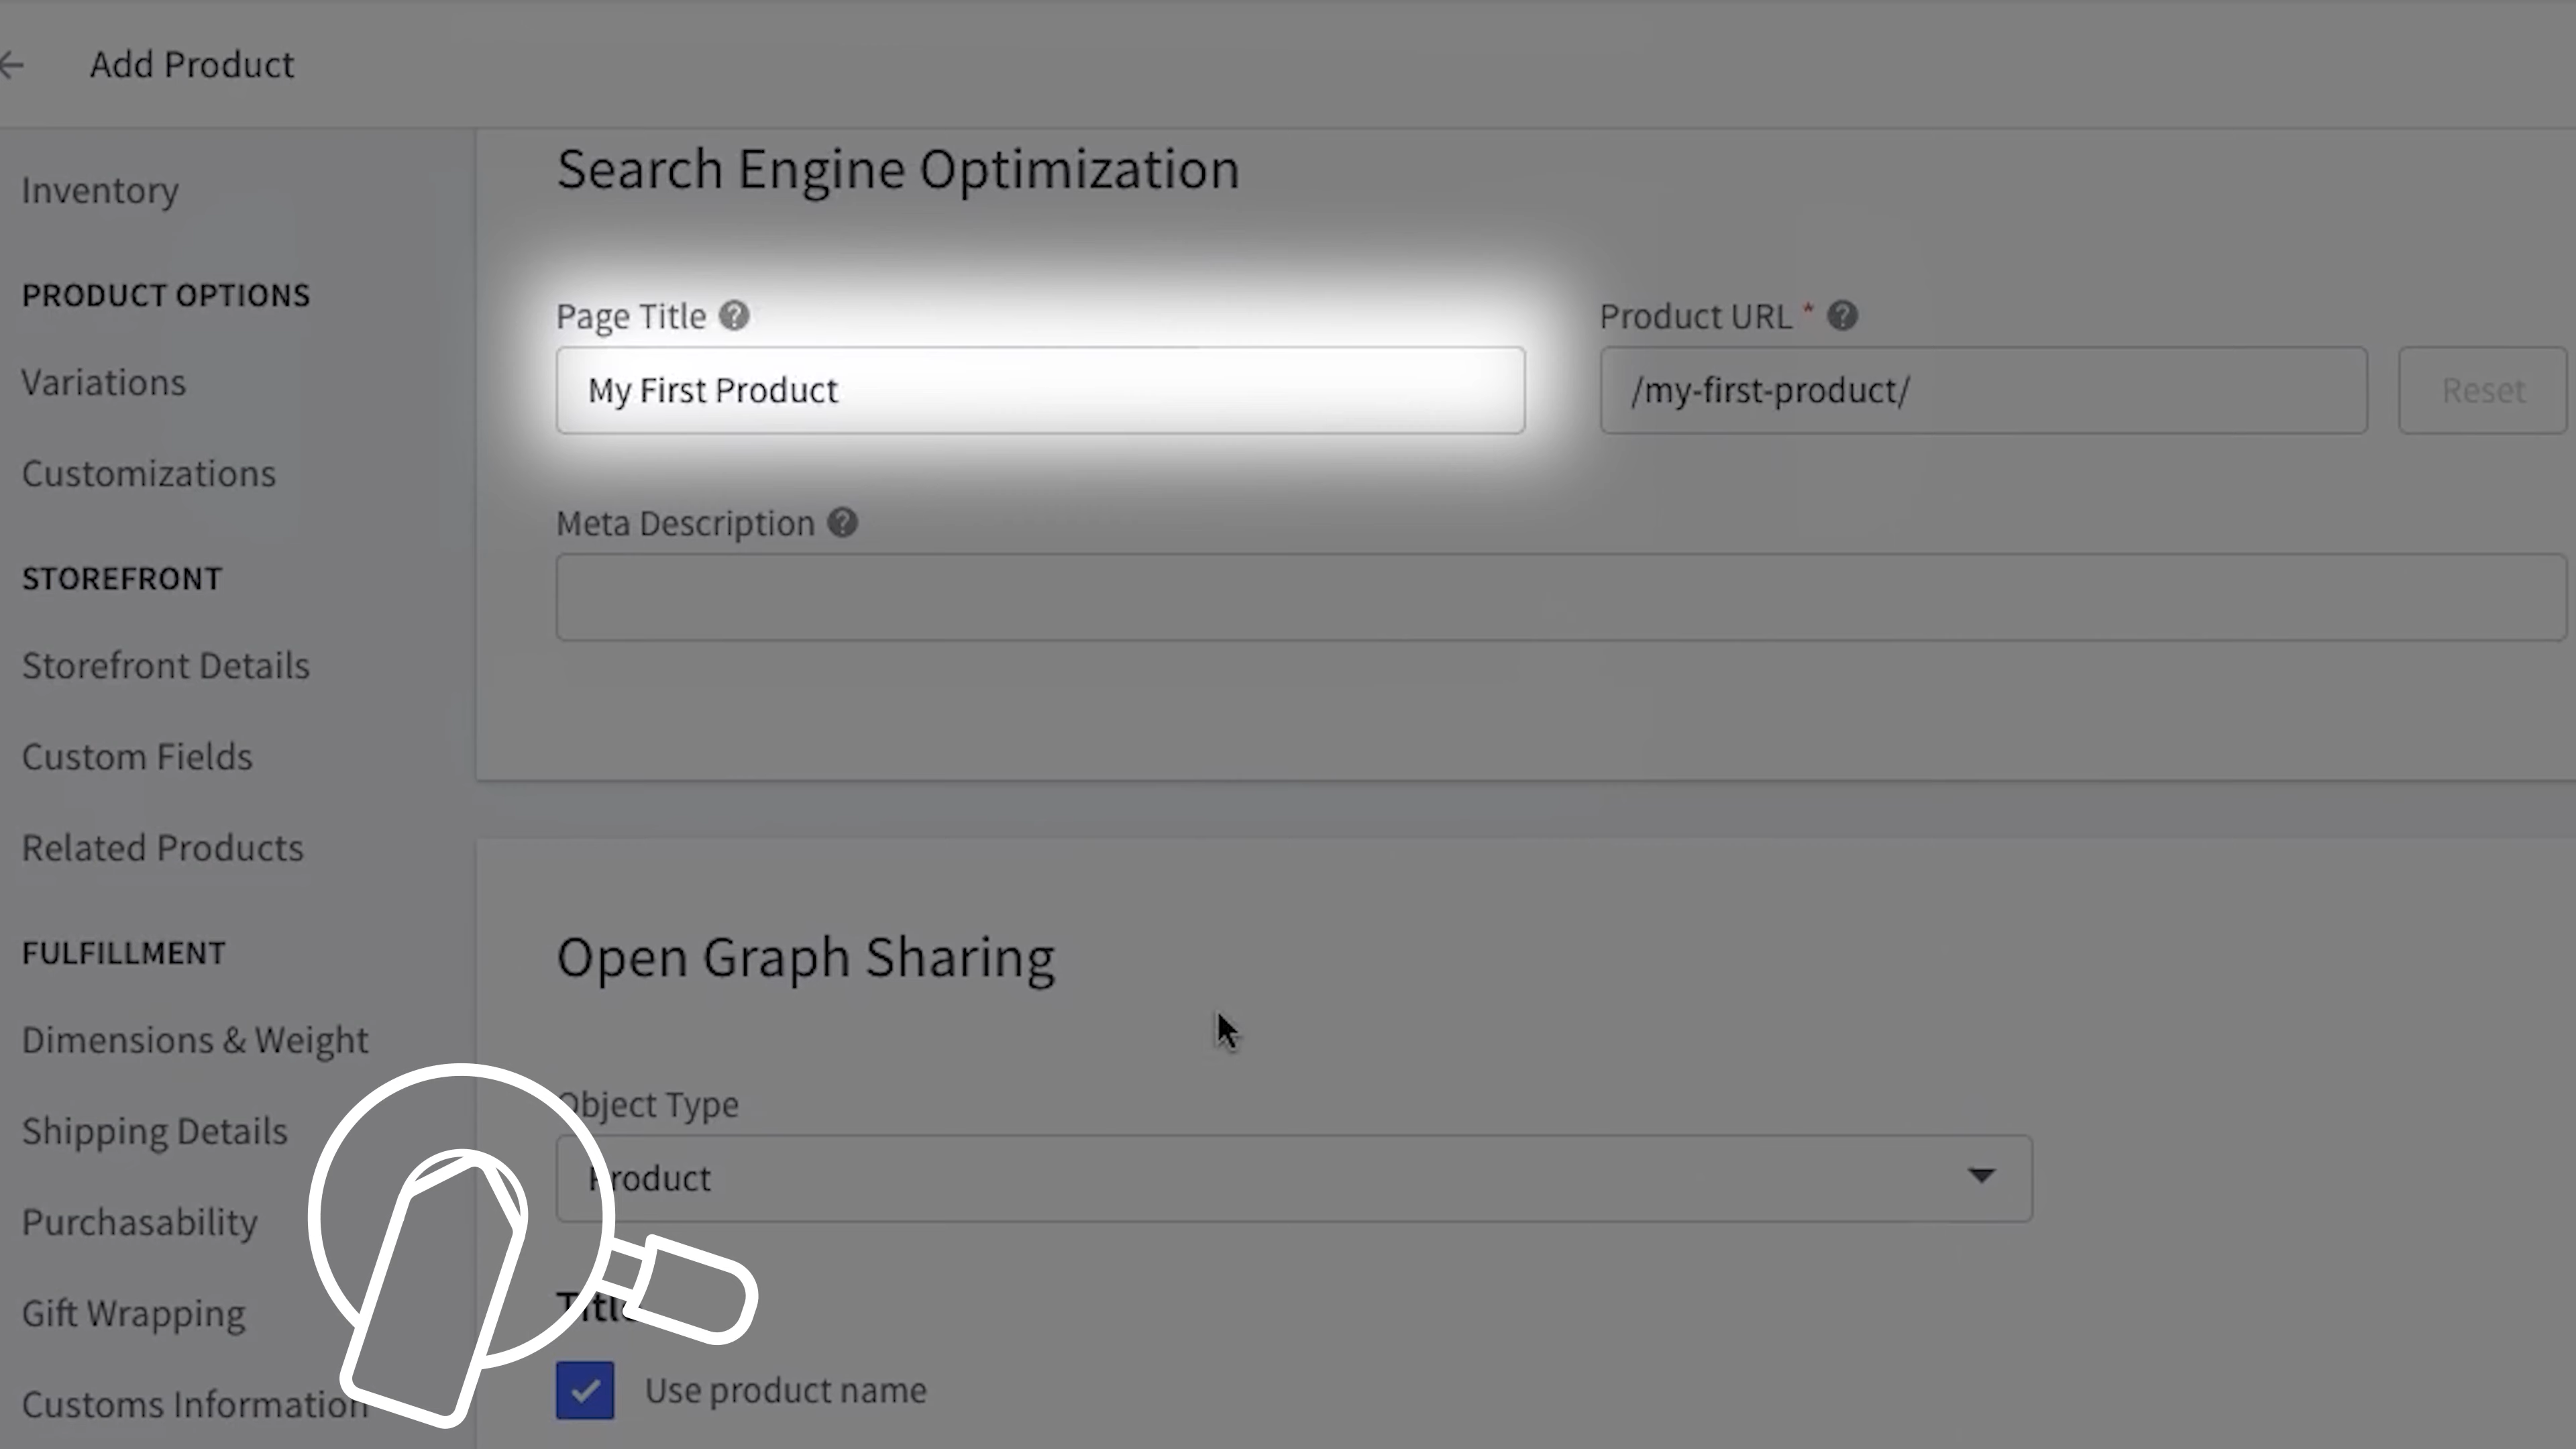 Add Product
Inventory
PRODUCT OPTIONS
Variations
Customizations
STOREFRONT
Storefront Details
Custom Fields
Related Products
FULFILLMENT
Dimensions & Weight
Shipping Details
Purchasability
Gift Wrapping
Customs Information
Search Engine Optimization
Page Title ?
My First Product
Product URL * ?
/my-first-product/
Reset
Meta Description ?
Open Graph Sharing
Object Type
Product
Title
Use product name